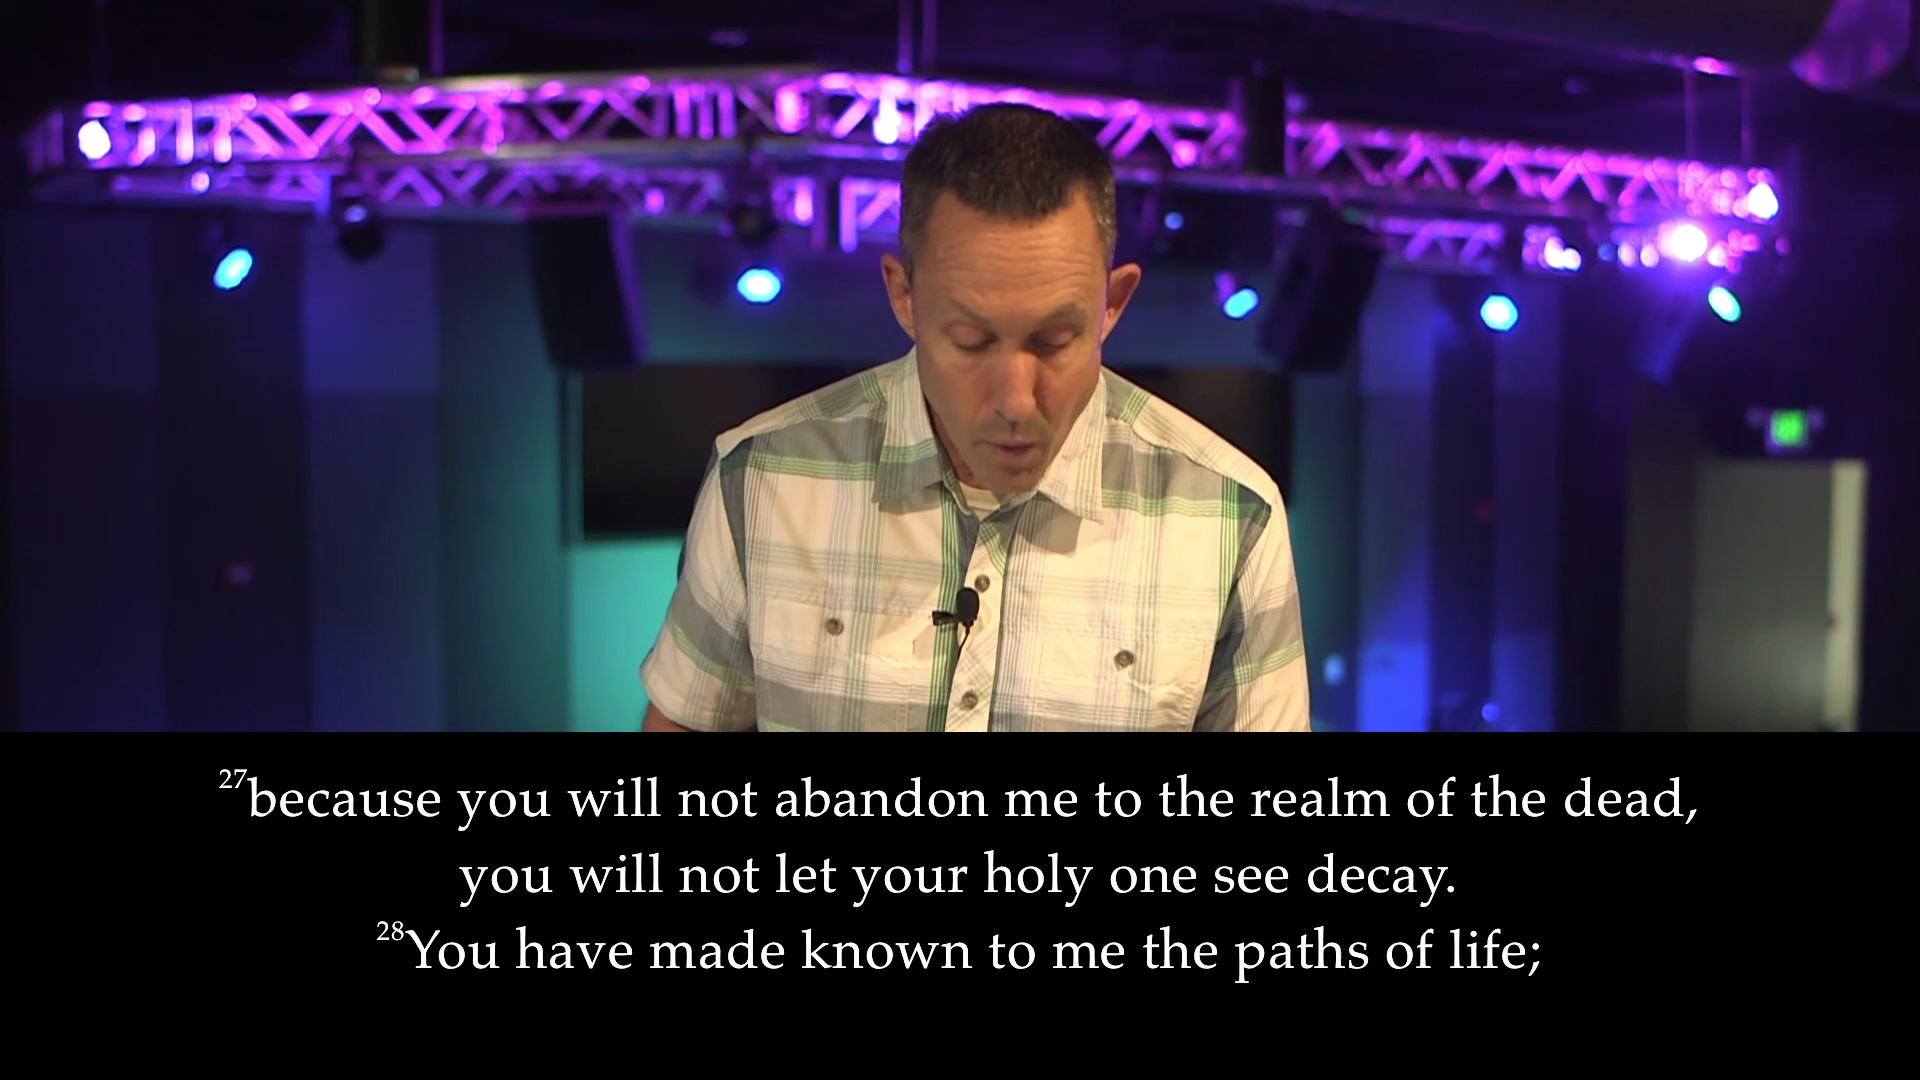 27because you will not abandon me to the realm of the dead,
you will not let your holy one see decay.
28You have made known to me the paths of life;